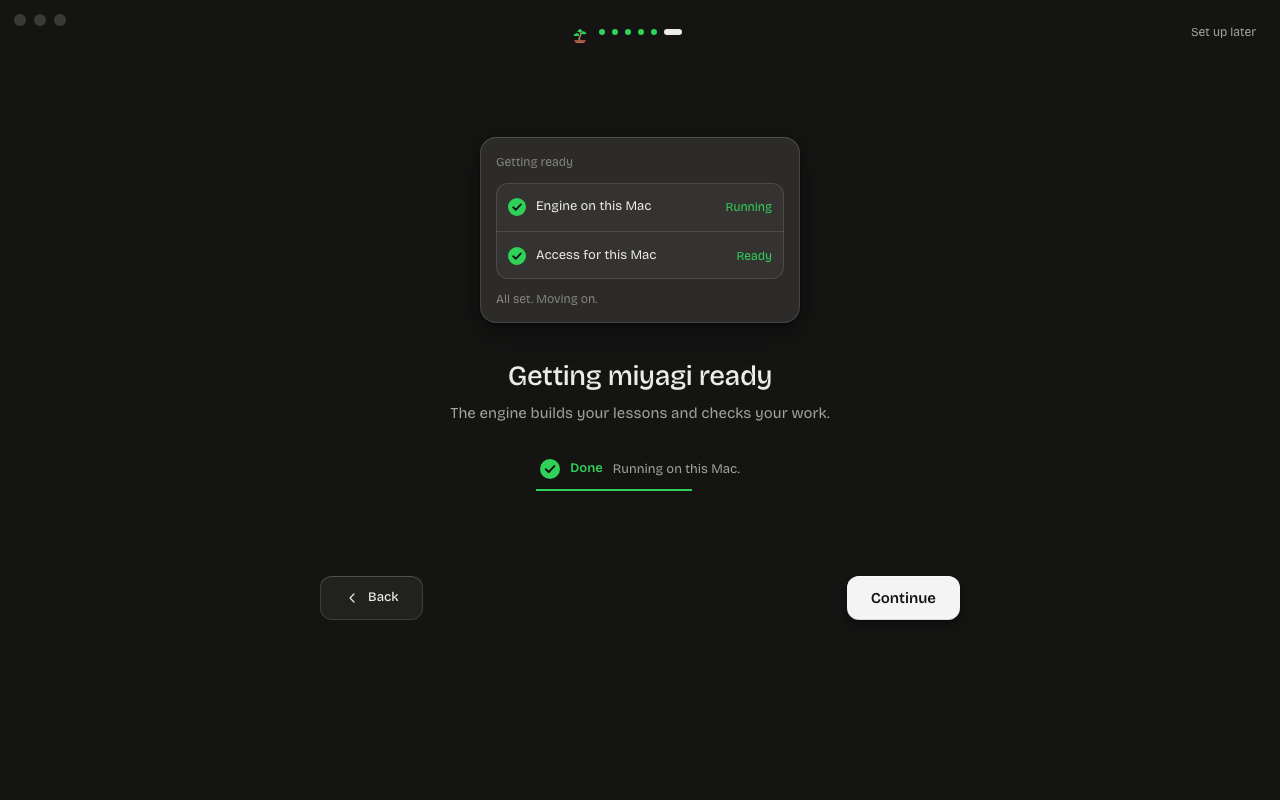 Set up later
Getting ready
Engine on this Mac Running
Access for this Mac Ready
All set. Moving on.
Getting miyagi ready
The engine builds your lessons and checks your work.
Done Running on this Mac.
Back
Continue